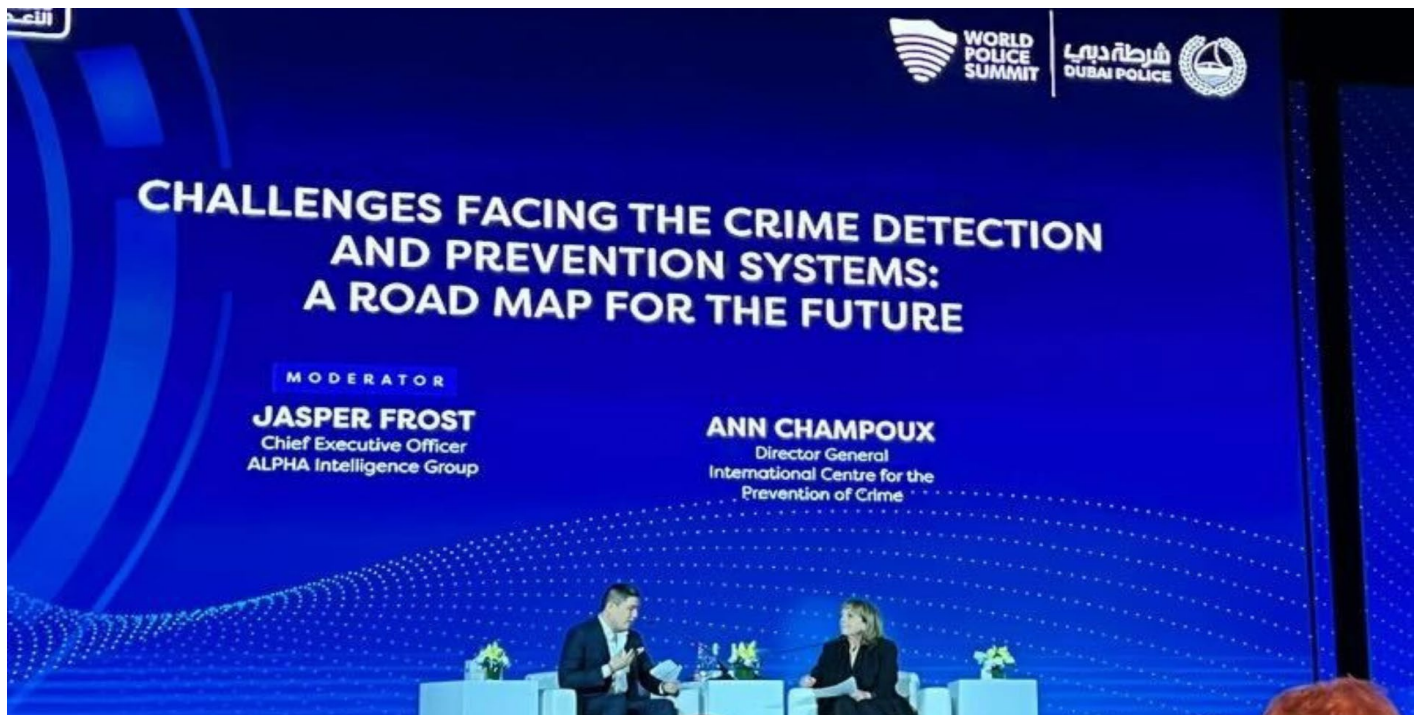 WORLD
POLICE
SUMMIT
شرطة دبي
DUBAI POLICE
CHALLENGES FACING THE CRIME DETECTION
AND PREVENTION SYSTEMS:
A ROAD MAP FOR THE FUTURE
MODERATOR
JASPER FROST
Chief Executive Officer
ALPHA Intelligence Group
ANN CHAMPOUX
Director General
International Centre for the
Prevention of Crime